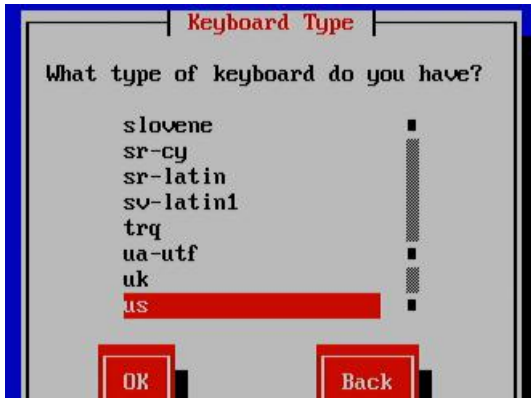 Keyboard Type
What type of keyboard do you have?
slovene
sr-cy
sr-latin
sv-latin1
trq
ua-utf
uk
us
OK Back